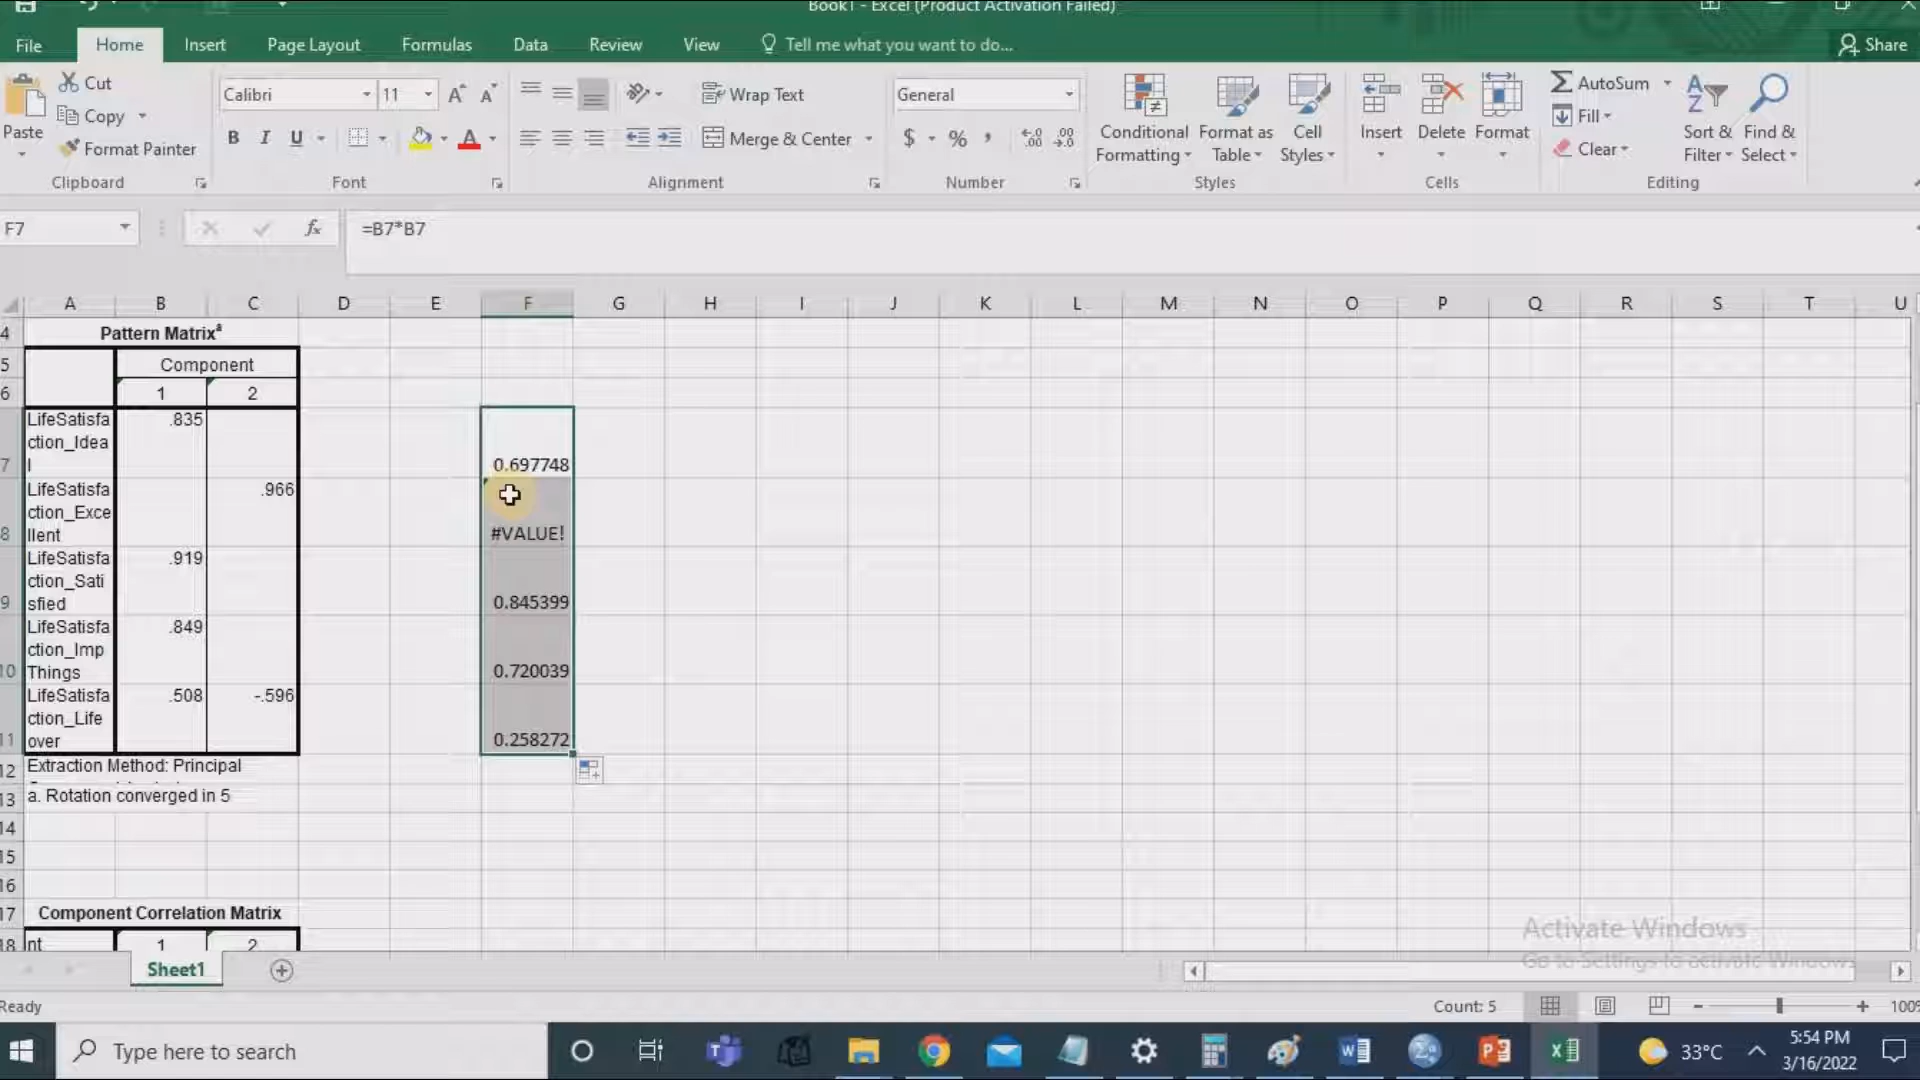 Book1 - Excel (Product Activation Failed)
File Home Insert Page Layout Formulas Data Review View Tell me what you want to do... Share
Cut
Copy
Format Painter
Paste
Clipboard
Calibri 11
B I U
Font
Wrap Text
Merge & Center
Alignment
General
$ % ,
Number
Conditional Formatting
Format as Table
Cell Styles
Styles
Insert Delete Format
Cells
AutoSum
Fill
Clear
Sort & Filter
Find & Select
Editing
F7 fx =B7*B7
A B C D E F G H I J K L M N O P Q R S T U
4 Pattern Matrixª
5 Component
6 1 2
LifeSatisfa .835
ction_Idea
7 l 0.697748
LifeSatisfa .966
ction_Exce
8 llent #VALUE!
LifeSatisfa .919
ction_Sati
9 sfied 0.845399
LifeSatisfa .849
ction_Imp
10 Things 0.720039
LifeSatisfa .508 -.596
ction_Life
11 over 0.258272
12 Extraction Method: Principal
13 a. Rotation converged in 5
14
15
16
17 Component Correlation Matrix
18 nt 1 2
Activate Windows
Go to Settings to activate Windows.
Sheet1
Ready Count: 5 100%
Type here to search 33°C 5:54 PM
3/16/2022